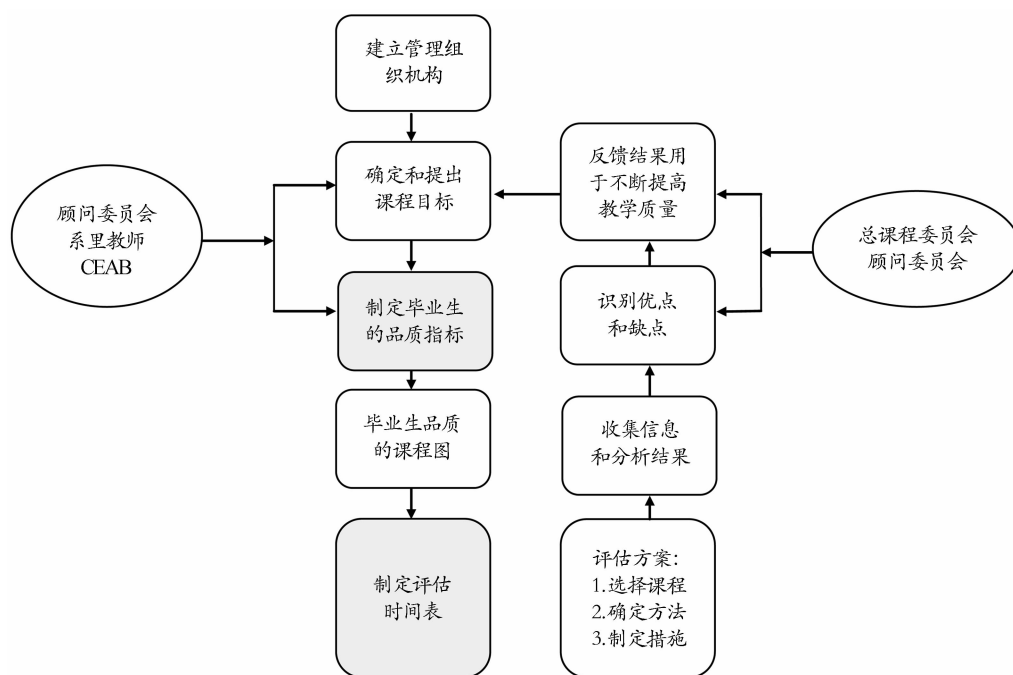 建立管理组
织机构
确定和提出
课程目标
反馈结果用
于不断提高
教学质量
顾问委员会
系里教师
CEAB
总课程委员会
顾问委员会
制定毕业生
的品质指标
识别优点
和缺点
毕业生品质
的课程图
收集信息
和分析结果
制定评估
时间表
评估方案：
1.选择课程
2.确定方法
3.制定措施